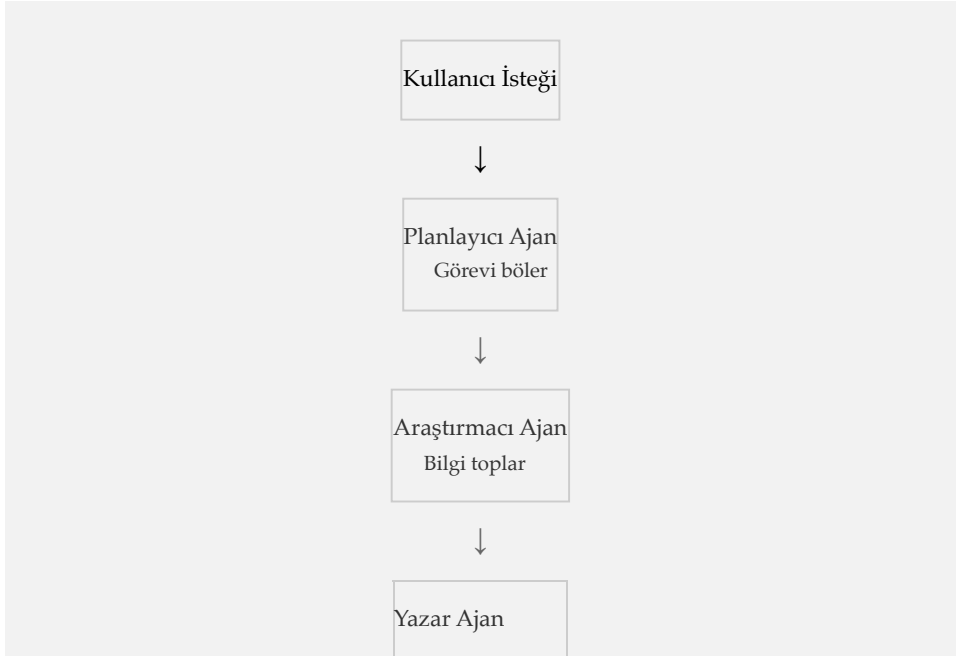 Kullanıcı İsteği
↓
Planlayıcı Ajan
Görevi böler
↓
Araştırmacı Ajan
Bilgi toplar
↓
Yazar Ajan